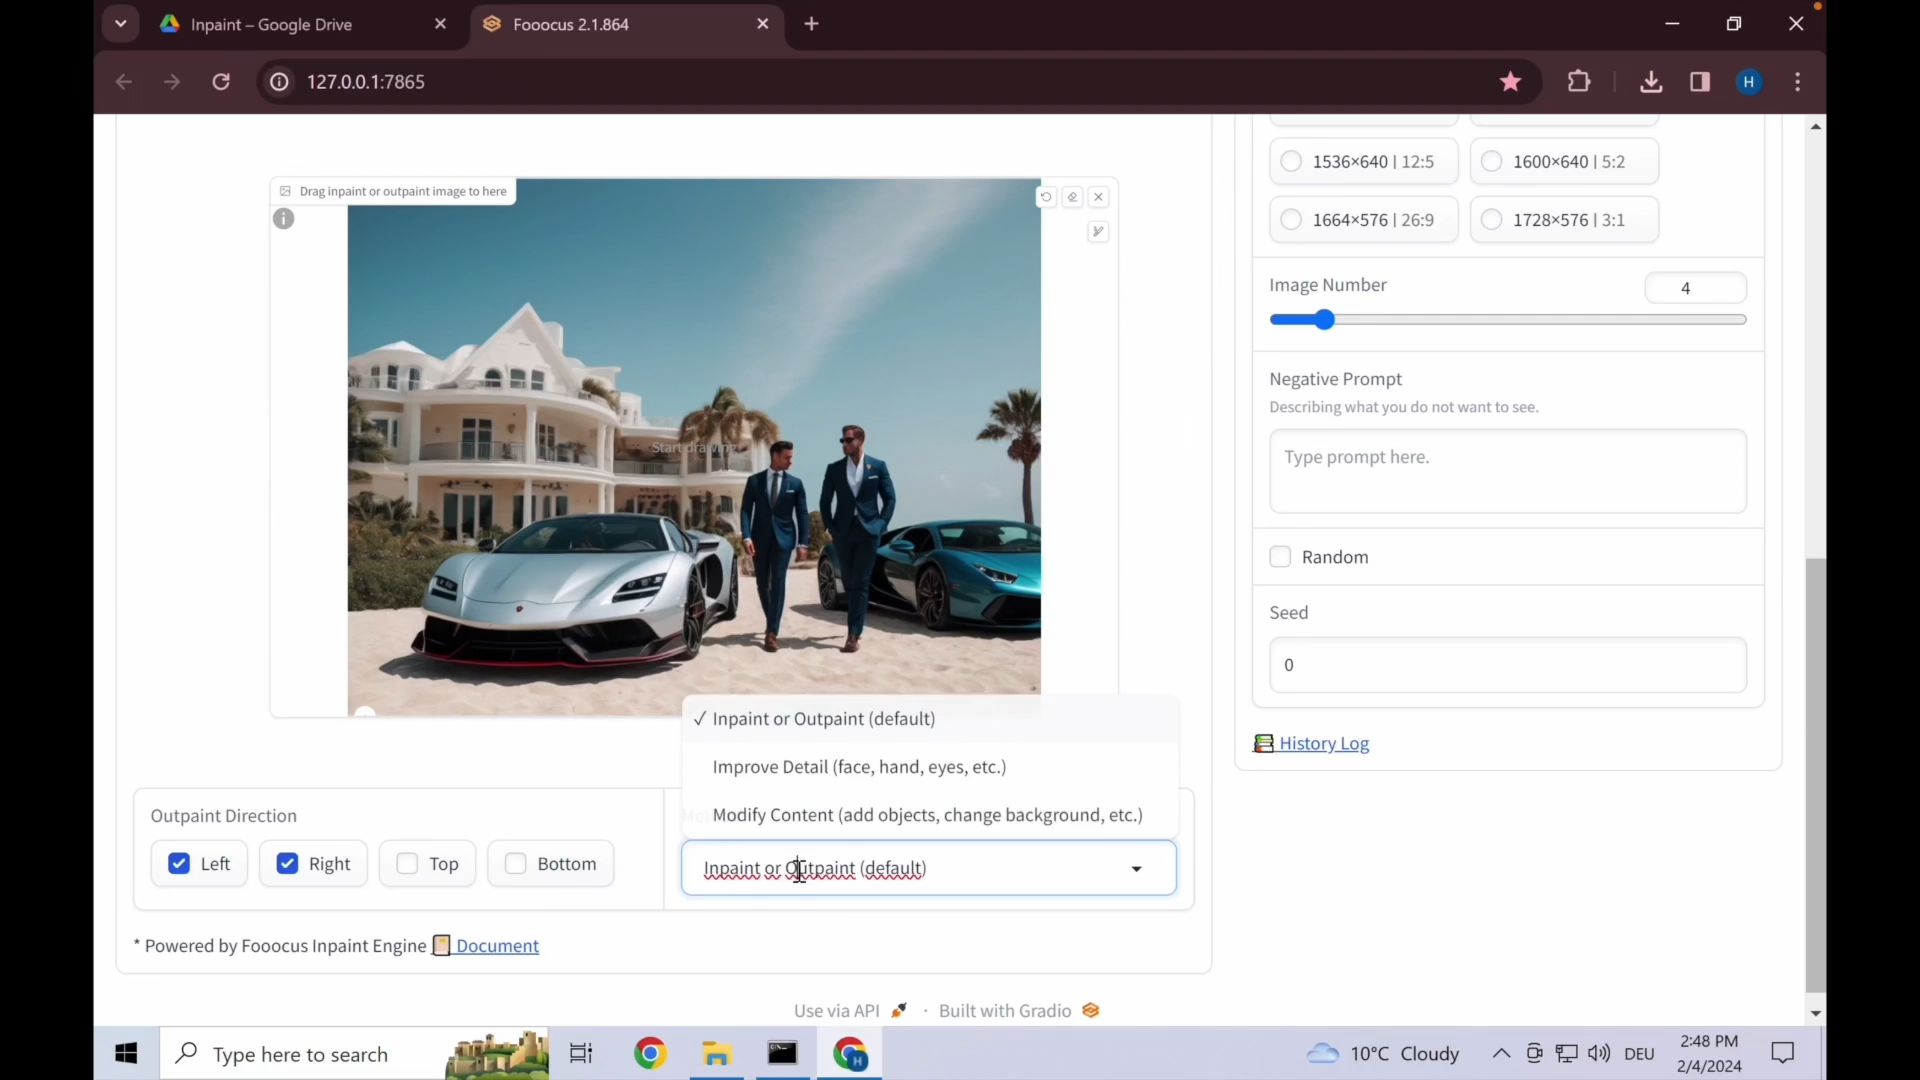 Inpaint – Google Drive
Fooocus 2.1.864
127.0.0.1:7865
H
Drag inpaint or outpaint image to here
Start drawing
Inpaint or Outpaint (default)
Improve Detail (face, hand, eyes, etc.)
Modify Content (add objects, change background, etc.)
Outpaint Direction
Left
Right
Top
Bottom
Inpaint or Outpaint (default)
* Powered by Fooocus Inpaint Engine 📔 Document
1536×640 | 12:5
1600×640 | 5:2
1664×576 | 26:9
1728×576 | 3:1
Image Number
4
Negative Prompt
Describing what you do not want to see.
Type prompt here.
Random
Seed
0
📚 History Log
Use via API 🚀 · Built with Gradio
Type here to search
10°C Cloudy
DEU
2:48 PM
2/4/2024
H